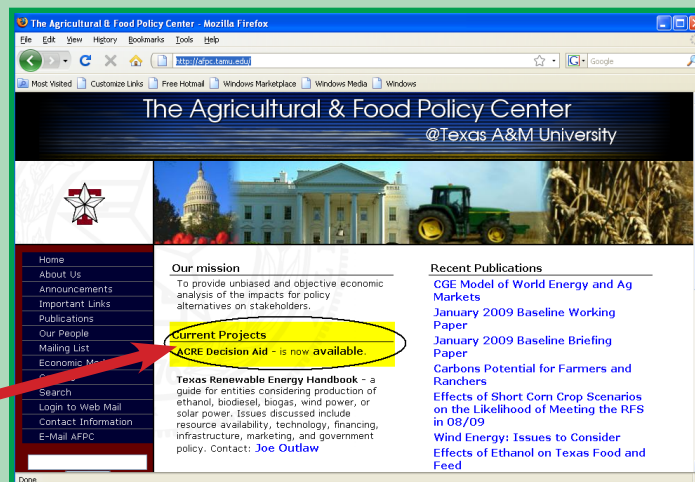 The Agricultural & Food Policy Center - Mozilla Firefox
File Edit View History Bookmarks Tools Help
http://afpc.tamu.edu/
Google
Most Visited Customize Links Free Hotmail Windows Marketplace Windows Media Windows
The Agricultural & Food Policy Center
@Texas A&M University
Home
About Us
Announcements
Important Links
Publications
Our People
Mailing List
Economic
Search
Login to Web Mail
Contact Information
E-Mail AFPC
Our mission
To provide unbiased and objective economic
analysis of the impacts for policy
alternatives on stakeholders.
Current Projects
ACRE Decision Aid - is now available.
Texas Renewable Energy Handbook - a
guide for entities considering production of
ethanol, biodiesel, biogas, wind power, or
solar power. Issues discussed include
resource availability, technology, financing,
infrastructure, marketing, and government
policy. Contact: Joe Outlaw
Recent Publications
CGE Model of World Energy and Ag
Markets
January 2009 Baseline Working
Paper
January 2009 Baseline Briefing
Paper
Carbons Potential for Farmers and
Ranchers
Effects of Short Corn Crop Scenarios
on the Likelihood of Meeting the RFS
in 08/09
Wind Energy: Issues to Consider
Effects of Ethanol on Texas Food and
Feed
Done